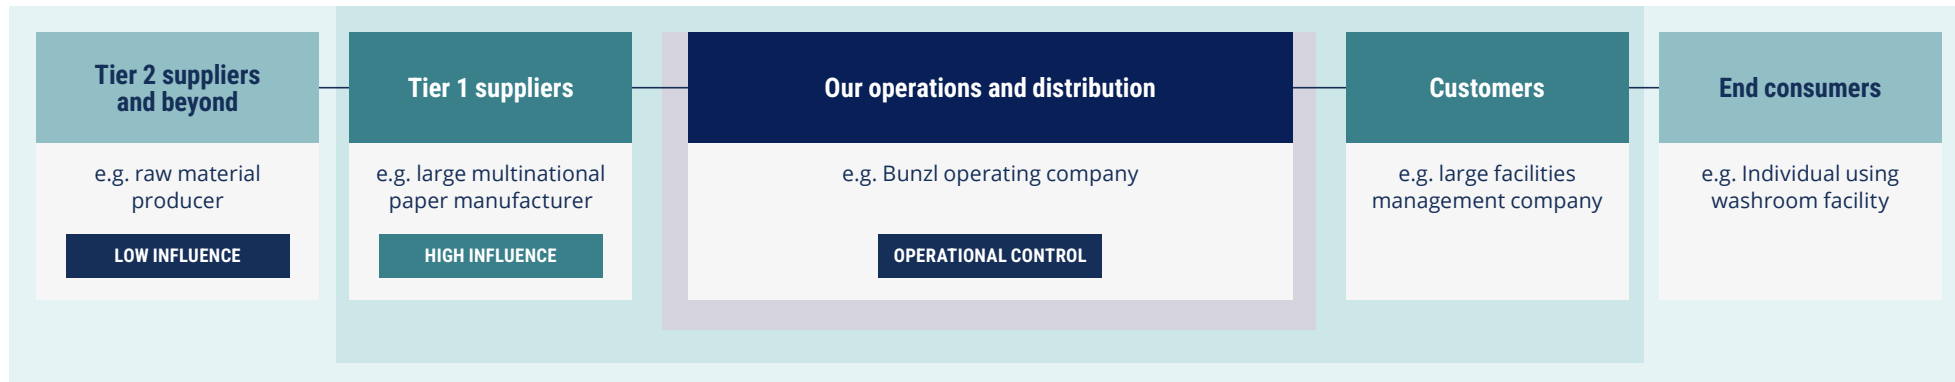 Tier 2 suppliers
and beyond
e.g. raw material
producer
LOW INFLUENCE
Tier 1 suppliers
e.g. large multinational
paper manufacturer
HIGH INFLUENCE
Our operations and distribution
e.g. Bunzl operating company
OPERATIONAL CONTROL
Customers
e.g. large facilities
management company
End consumers
e.g. Individual using
washroom facility